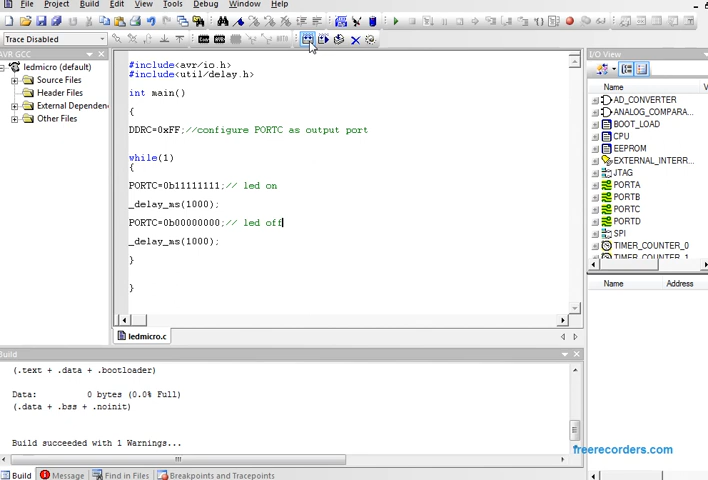 File Project Build Edit View Tools Debug Window Help
Trace Disabled
AVR GCC
ledmicro (default)
Source Files
Header Files
External Dependen
Other Files
#include<avr/io.h>
#include<util/delay.h>
int main()
{
DDRC=0xFF;//configure PORTC as output port
while(1)
{
PORTC=0b11111111;// led on
_delay_ms(1000);
PORTC=0b00000000;// led off
_delay_ms(1000);
}
}
ledmicro.c
I/O View
Name
AD_CONVERTER
ANALOG_COMPARA...
BOOT_LOAD
CPU
EEPROM
EXTERNAL_INTERR...
JTAG
PORTA
PORTB
PORTC
PORTD
SPI
TIMER_COUNTER_0
TIMER_COUNTER_1
Name Address
Build
(.text + .data + .bootloader)
Data: 0 bytes (0.0% Full)
(.data + .bss + .noinit)
Build succeeded with 1 Warnings...
Build Message Find in Files Breakpoints and Tracepoints
freerecorders.com